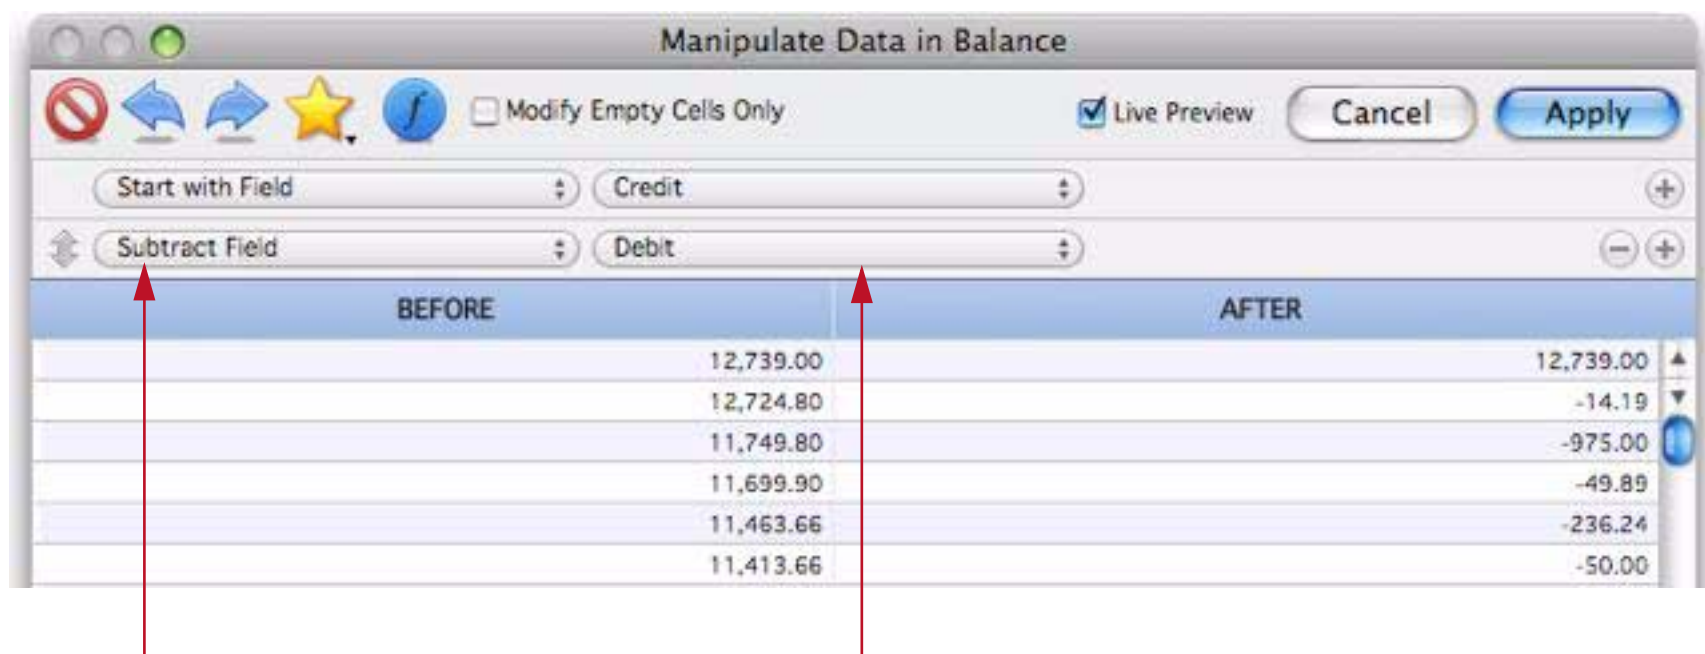 Manipulate Data in Balance
f Modify Empty Cells Only Live Preview Cancel Apply
Start with Field Credit
Subtract Field Debit
BEFORE AFTER
12,739.00 12,739.00
12,724.80 -14.19
11,749.80 -975.00
11,699.90 -49.89
11,463.66 -236.24
11,413.66 -50.00